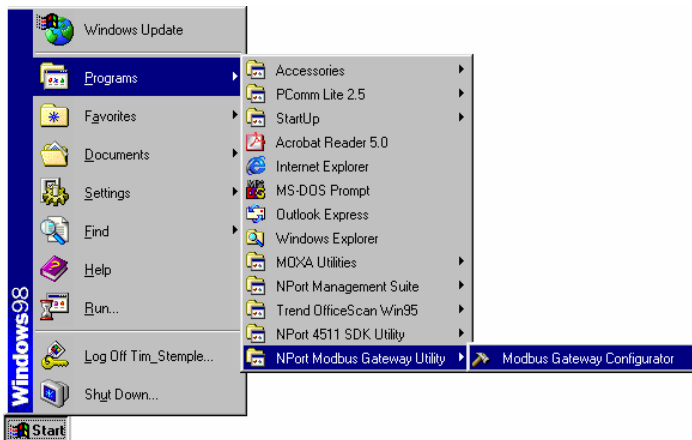 Windows Update
Programs
Favorites
Documents
Settings
Find
Help
Run...
Log Off Tim_Stemple...
Shut Down...
Windows98
Start
Accessories
PComm Lite 2.5
StartUp
Acrobat Reader 5.0
Internet Explorer
MS-DOS Prompt
Outlook Express
Windows Explorer
MOXA Utilities
NPort Management Suite
Trend OfficeScan Win95
NPort 4511 SDK Utility
NPort Modbus Gateway Utility
Modbus Gateway Configurator